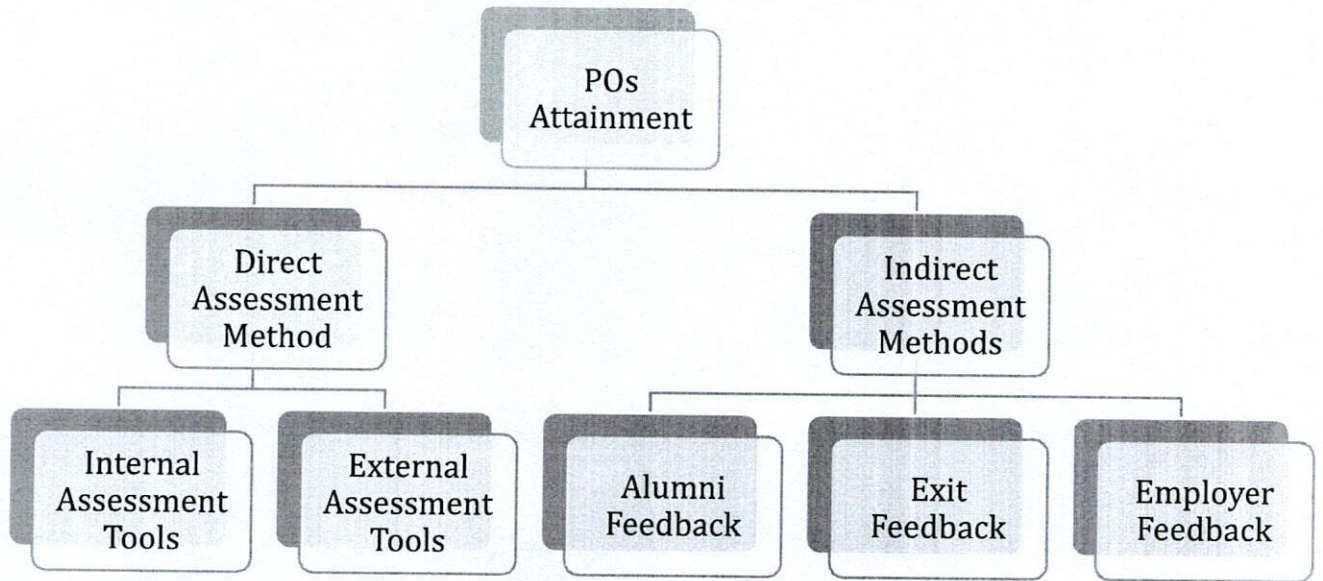 POs
Attainment
Direct
Assessment
Method
Indirect
Assessment
Methods
Internal
Assessment
Tools
External
Assessment
Tools
Alumni
Feedback
Exit
Feedback
Employer
Feedback